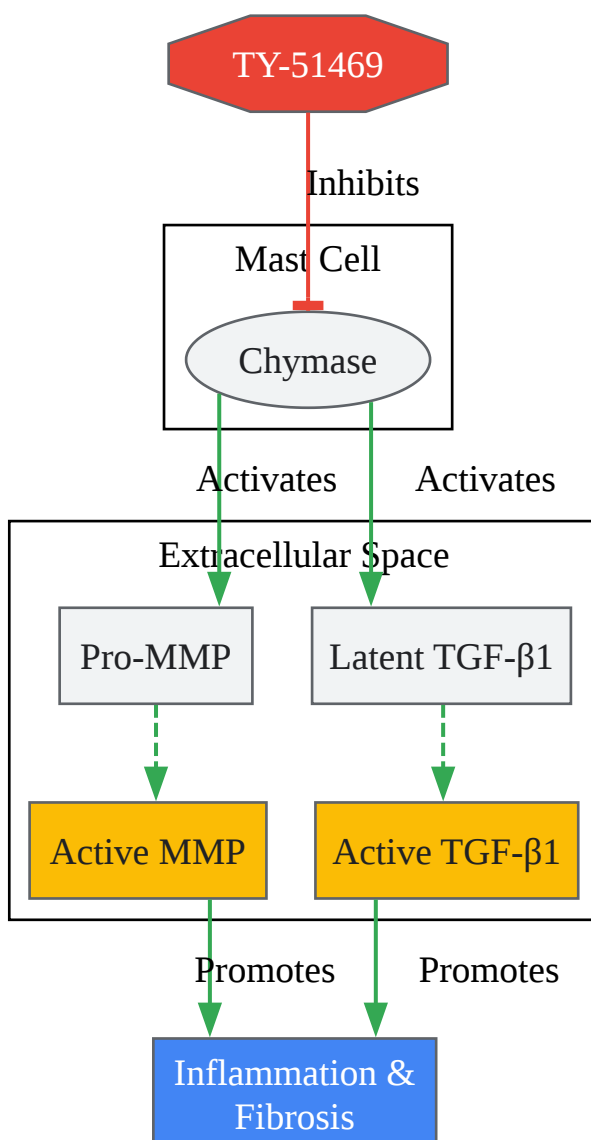 TY-51469
Inhibits
Mast Cell
Chymase
Activates
Activates
Extracellular Space
Pro-MMP
Latent TGF-β1
Active MMP
Active TGF-β1
Promotes
Promotes
Inflammation &
Fibrosis